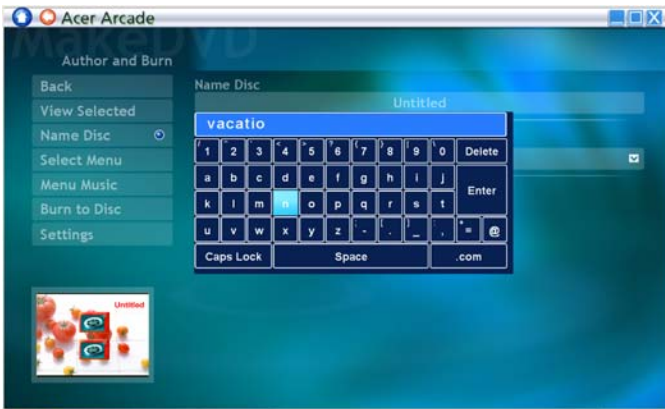 Acer Arcade
MakeDVD
Author and Burn
Back
View Selected
Name Disc
Select Menu
Menu Music
Burn to Disc
Settings
Name Disc
Untitled
vacatio
1 2 3 4 5 6 7 8 9 0 Delete
a b c d e f g h i j
Enter
k l m n o p q r s t
u v w x y z - . _ , = @
Caps Lock Space .com
Untitled